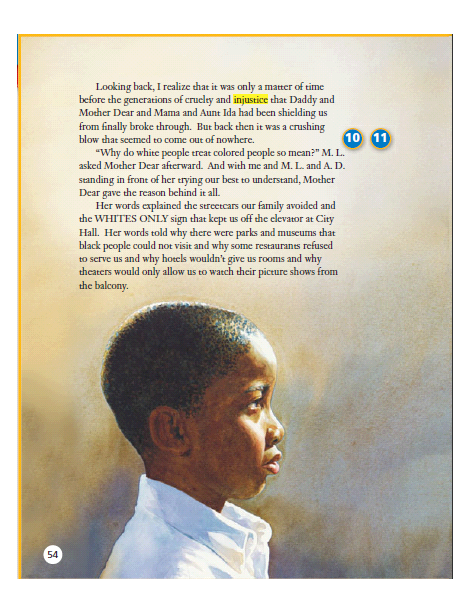 Looking back, I realize that it was only a matter of time
before the generations of cruelty and injustice that Daddy and
Mother Dear and Mama and Aunt Ida had been shielding us
from finally broke through. But back then it was a crushing
blow that seemed to come out of nowhere.
10 11
“Why do white people treat colored people so mean?” M. L.
asked Mother Dear afterward. And with me and M. L. and A. D.
standing in front of her trying our best to understand, Mother
Dear gave the reason behind it all.
Her words explained the streetcars our family avoided and
the WHITES ONLY sign that kept us off the elevator at City
Hall. Her words told why there were parks and museums that
black people could not visit and why some restaurants refused
to serve us and why hotels wouldn’t give us rooms and why
theaters would only allow us to watch their picture shows from
the balcony.
54